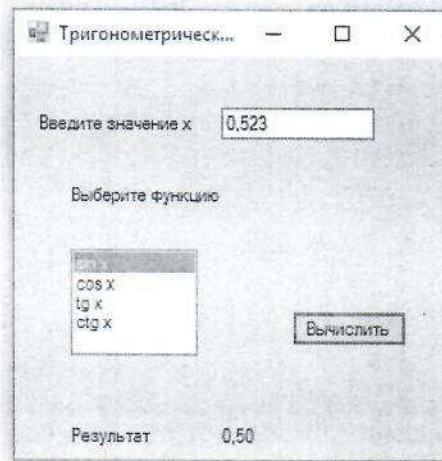 Тригонометрическ...
Введите значение x 0,523
Выберите функцию
sin x
cos x
tg x
ctg x
Вычислить
Результат 0,50